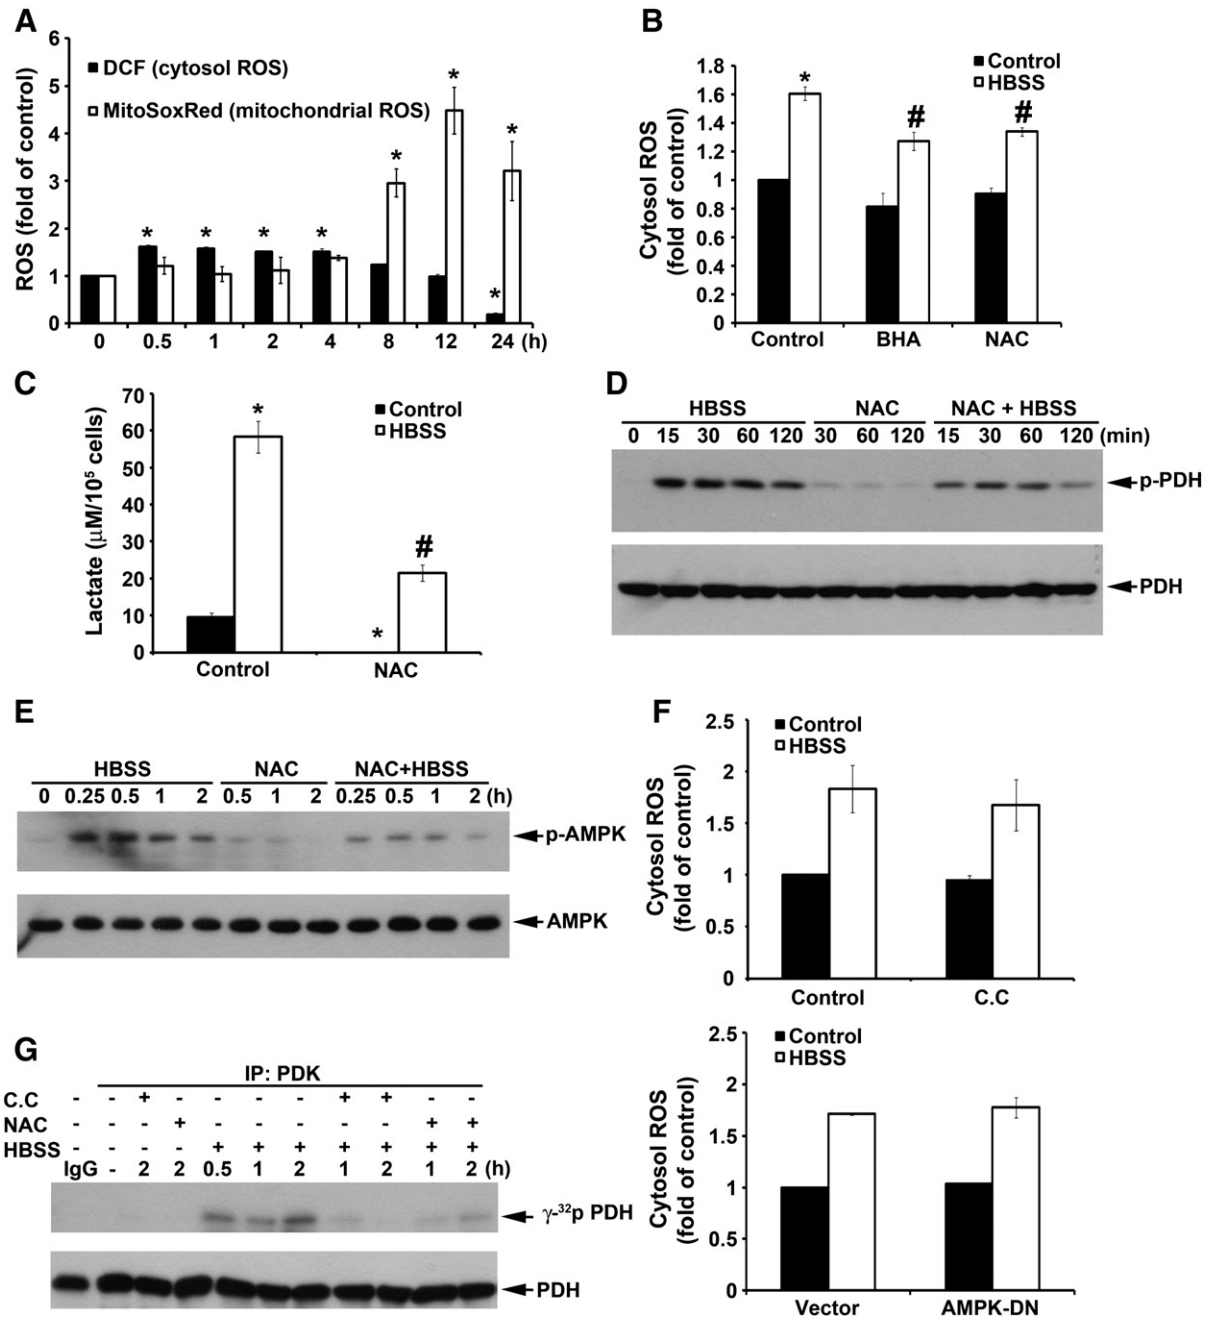 A
ROS (fold of control)
6
5
4
3
2
1
0
DCF (cytosol ROS)
MitoSoxRed (mitochondrial ROS)
* * * * * * * *
0 0.5 1 2 4 8 12 24 (h)
B
Cytosol ROS
(fold of control)
1.8
1.6
1.4
1.2
1
0.8
0.6
0.4
0.2
0
Control
HBSS
* # #
Control BHA NAC
C
Lactate (μM/10⁵ cells)
70
60
50
40
30
20
10
0
Control
HBSS
* * #
Control NAC
D
HBSS NAC NAC + HBSS
0 15 30 60 120 30 60 120 15 30 60 120 (min)
p-PDH
PDH
E
HBSS NAC NAC+HBSS
0 0.25 0.5 1 2 0.5 1 2 0.25 0.5 1 2 (h)
p-AMPK
AMPK
F
Cytosol ROS
(fold of control)
2.5
2
1.5
1
0.5
0
Control
HBSS
Control C.C
Cytosol ROS
(fold of control)
2.5
2
1.5
1
0.5
0
Control
HBSS
Vector AMPK-DN
G
IP: PDK
C.C - - + - - - - + + - -
NAC - - - + - - - - - + +
HBSS - - - - + + + + + + +
IgG - 2 2 0.5 1 2 1 2 1 2 (h)
γ-³²p PDH
PDH